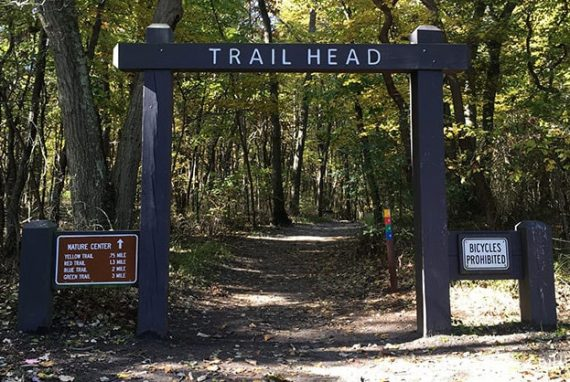 TRAIL HEAD
NATURE CENTER ↑
YELLOW TRAIL .75 MILE
RED TRAIL 1.3 MILE
BLUE TRAIL 2 MILE
GREEN TRAIL 3 MILE
BICYCLES
PROHIBITED